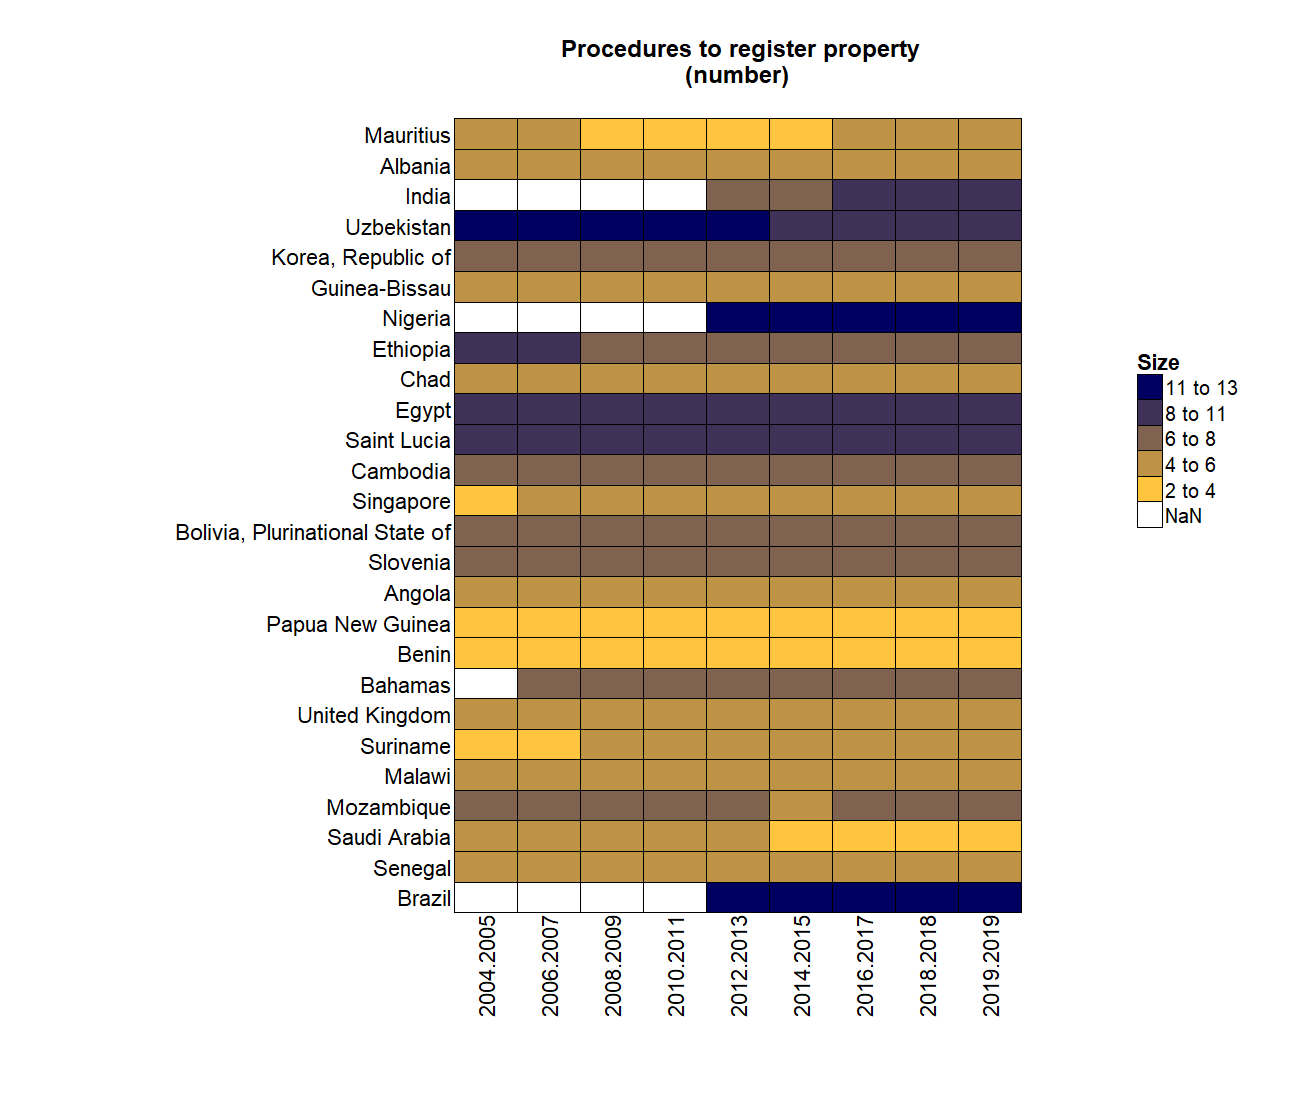 Procedures to register property
(number)
Mauritius
Albania
India
Uzbekistan
Korea, Republic of
Guinea-Bissau
Nigeria
Ethiopia
Chad
Egypt
Saint Lucia
Cambodia
Singapore
Bolivia, Plurinational State of
Slovenia
Angola
Papua New Guinea
Benin
Bahamas
United Kingdom
Suriname
Malawi
Mozambique
Saudi Arabia
Senegal
Brazil
2004.2005
2006.2007
2008.2009
2010.2011
2012.2013
2014.2015
2016.2017
2018.2018
2019.2019
Size
11 to 13
8 to 11
6 to 8
4 to 6
2 to 4
NaN